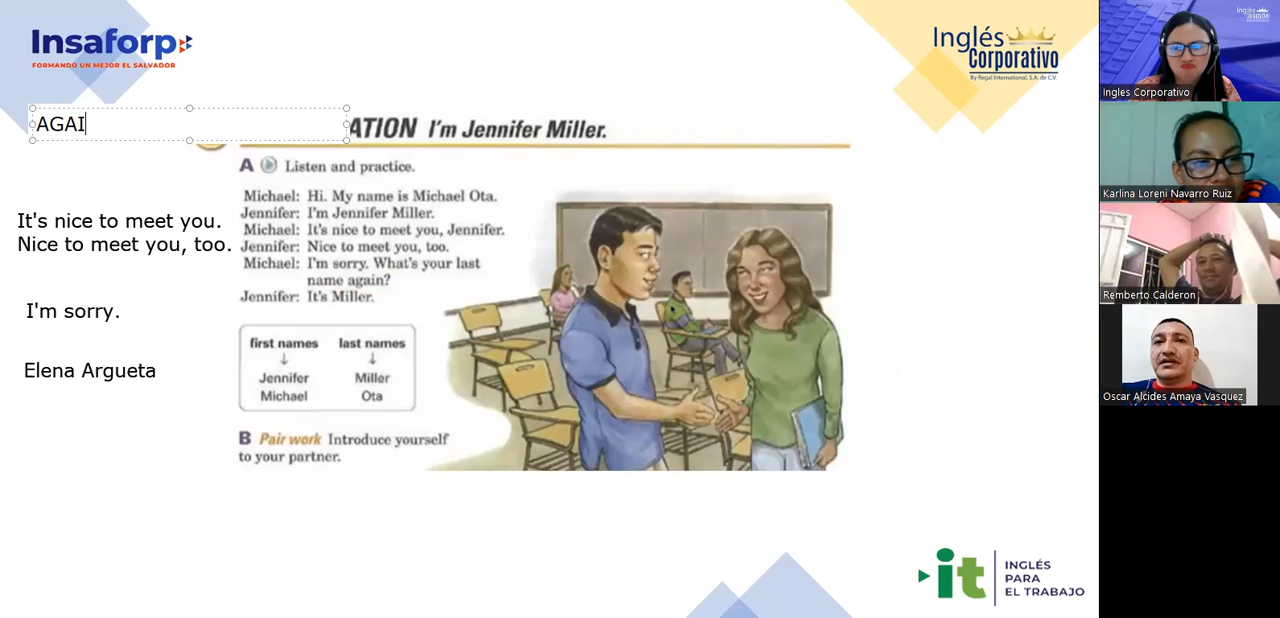 Insaforp
FORMANDO UN MEJOR EL SALVADOR
Inglés
Corporativo
By Regal International, S.A. de C.V.
AGAI
ATION I'm Jennifer Miller.
A Listen and practice.
Michael: Hi. My name is Michael Ota.
Jennifer: I'm Jennifer Miller.
Michael: It's nice to meet you, Jennifer.
Jennifer: Nice to meet you, too.
Michael: I'm sorry. What's your last
name again?
Jennifer: It's Miller.
first names last names
↓ ↓
Jennifer Miller
Michael Ota
B Pair work Introduce yourself
to your partner.
It's nice to meet you.
Nice to meet you, too.
I'm sorry.
Elena Argueta
it
INGLÉS
PARA
EL TRABAJO
Inglés
Corporativo
Ingles Corporativo
Karlina Loreni Navarro Ruiz
Remberto Calderon
Oscar Alcides Amaya Vasquez